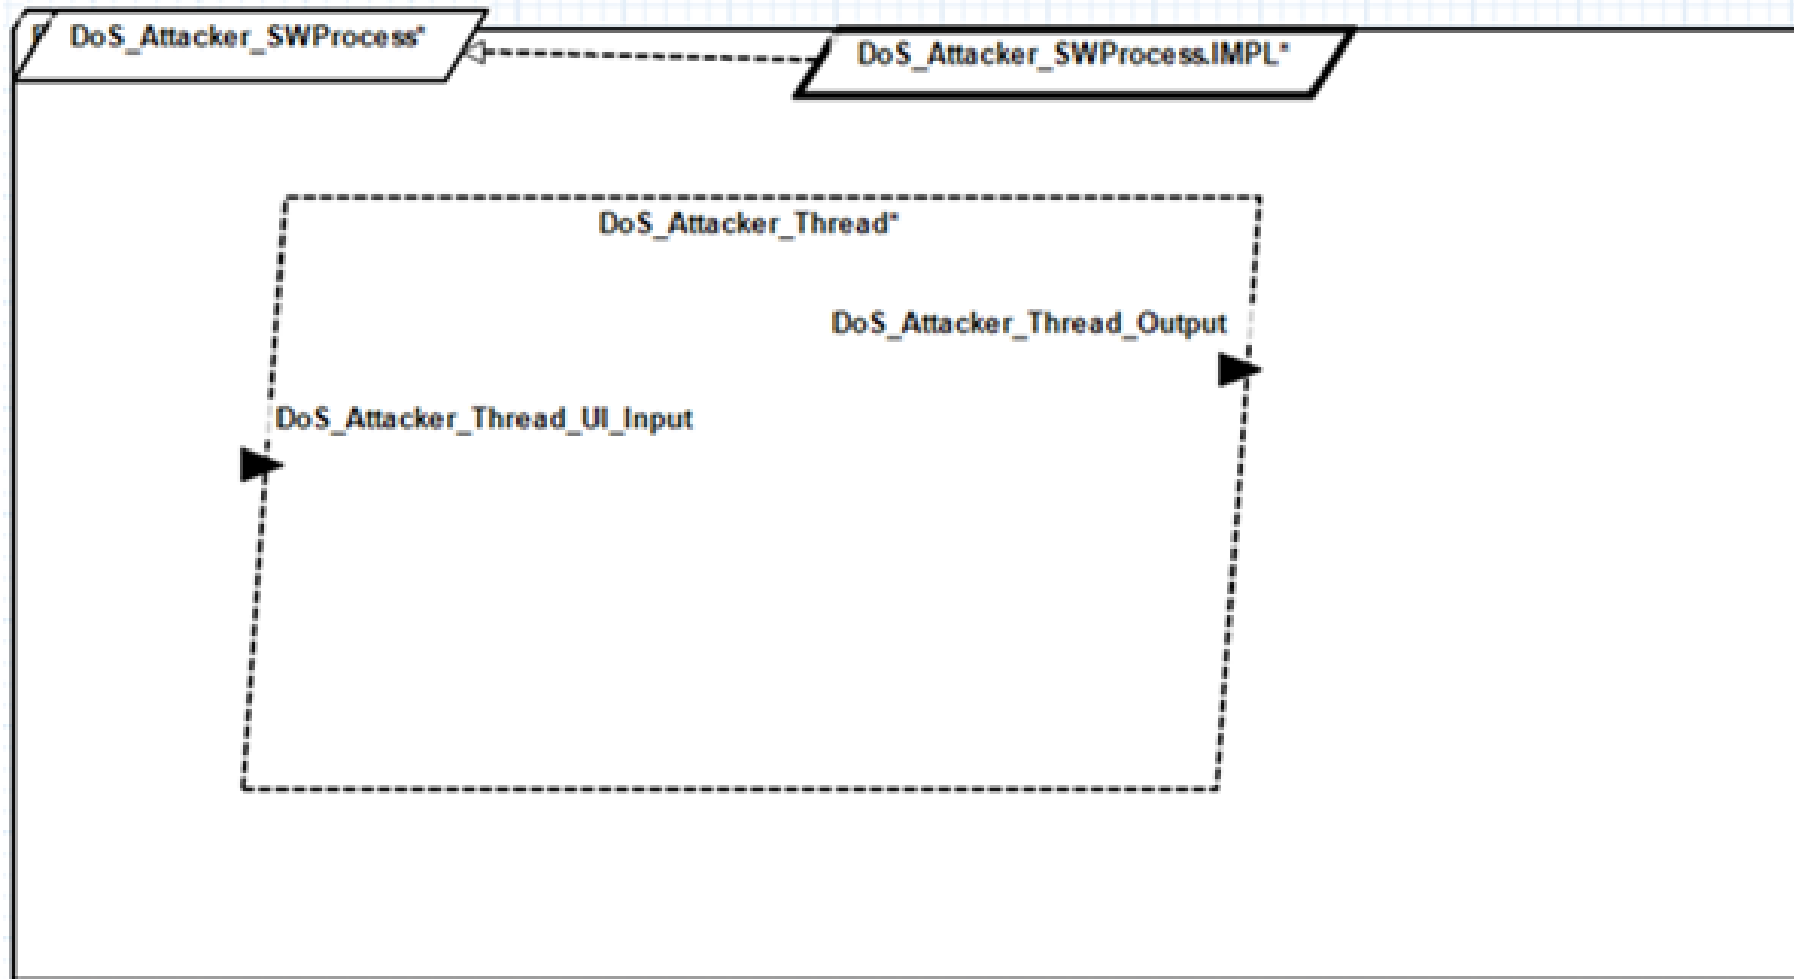 DoS_Attacker_SWProcess*
DoS_Attacker_SWProcess.IMPL*
DoS_Attacker_Thread*
DoS_Attacker_Thread_Output
DoS_Attacker_Thread_UI_Input